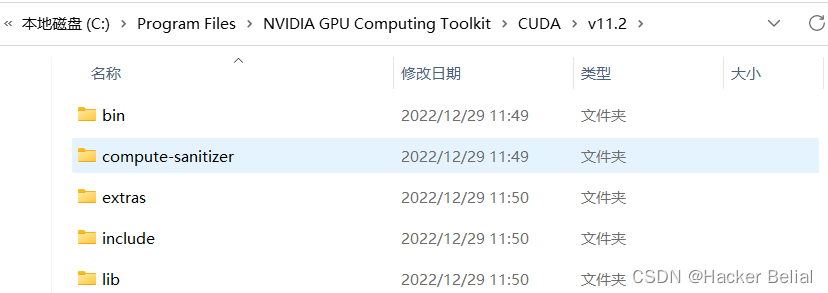 « 本地磁盘 (C:) > Program Files > NVIDIA GPU Computing Toolkit > CUDA > v11.2 >
名称 修改日期 类型 大小
bin 2022/12/29 11:49 文件夹
compute-sanitizer 2022/12/29 11:49 文件夹
extras 2022/12/29 11:50 文件夹
include 2022/12/29 11:50 文件夹
lib 2022/12/29 11:50 文件夹
CSDN @Hacker Belial